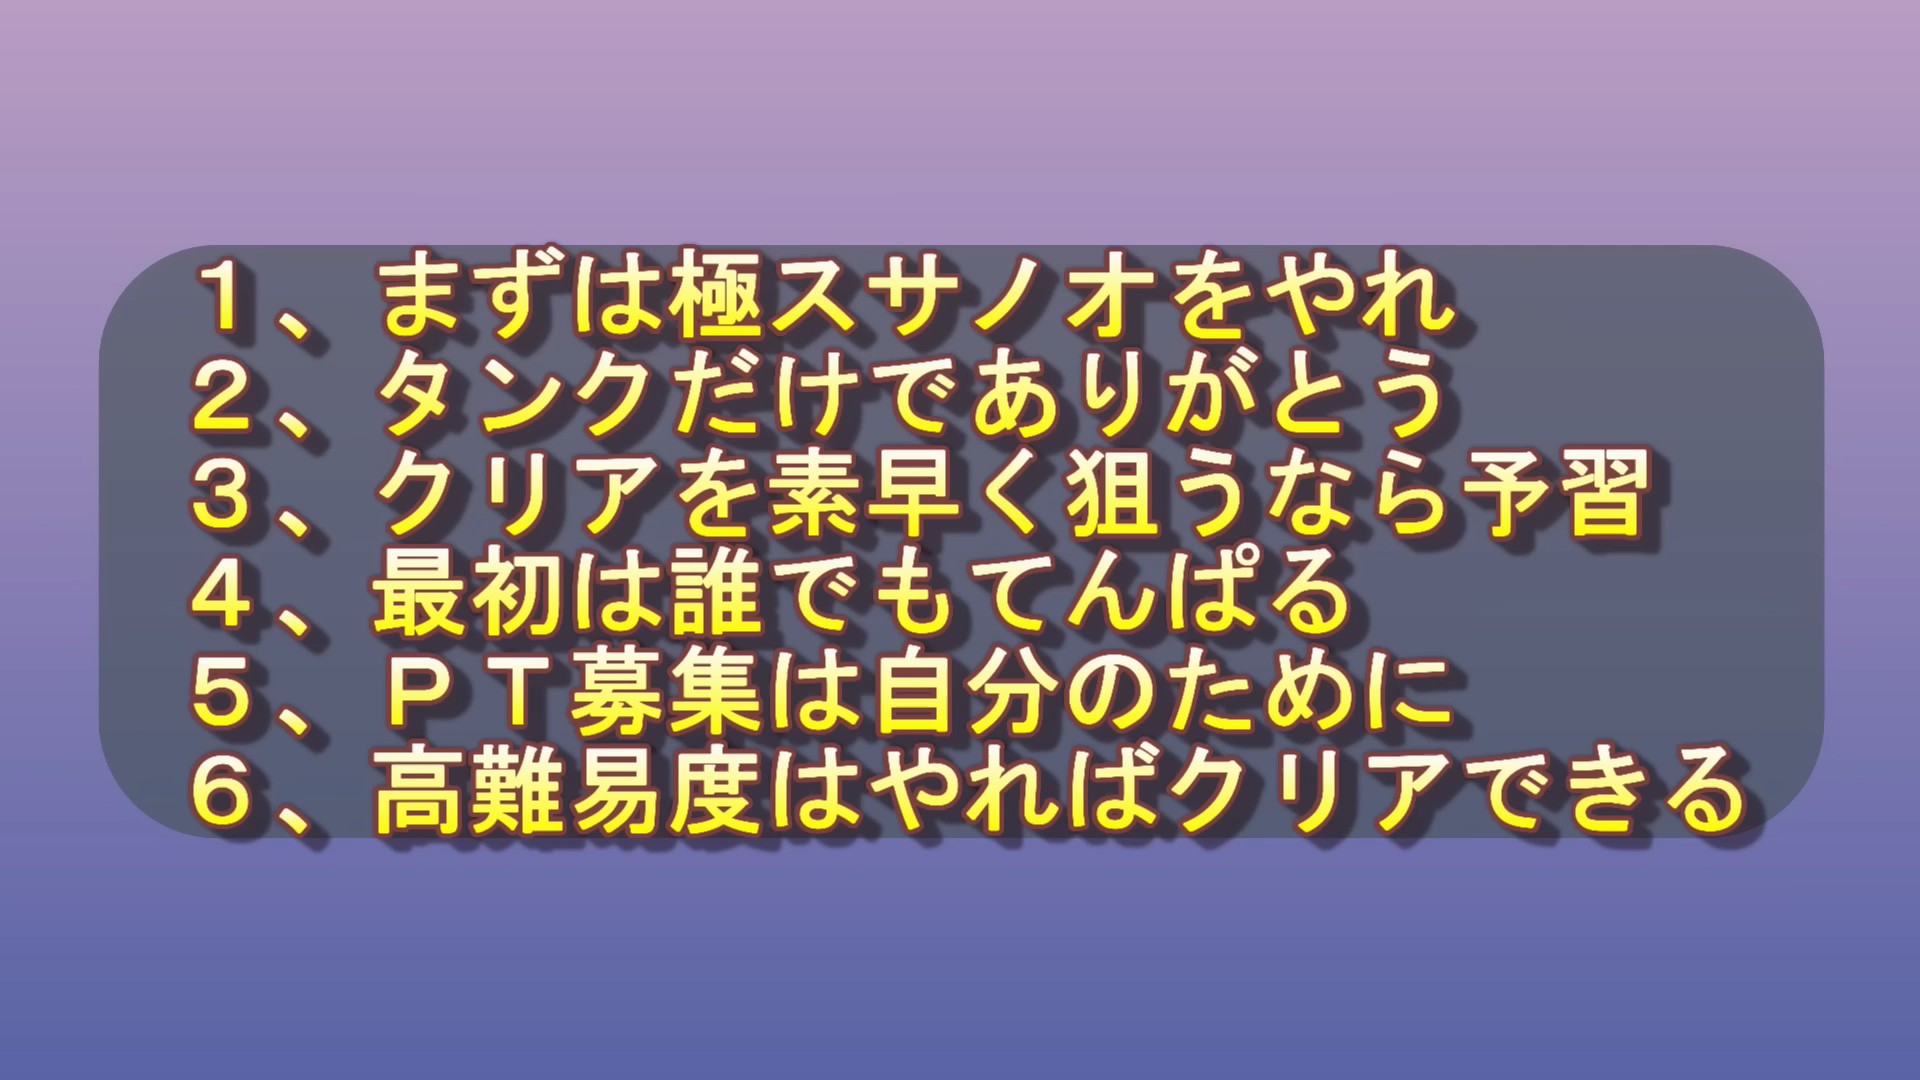 １、まずは極スサノオをやれ
２、タンクだけでありがとう
３、クリアを素早く狙うなら予習
４、最初は誰でもてんぱる
５、ＰＴ募集は自分のために
６、高難易度はやればクリアできる